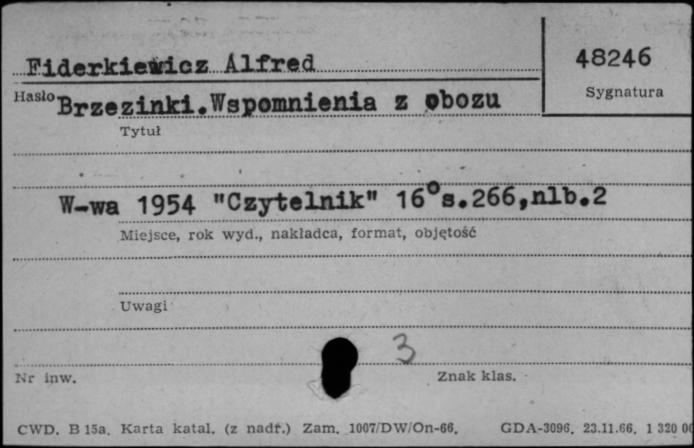 Fiderkiewicz Alfred
48246
Hasło
Sygnatura
Brzezinki.Wspomnienia z obozu
Tytuł
W-wa 1954 "Czytelnik" 16° s.266,nlb.2
Miejsce, rok wyd., nakładca, format, objętość
Uwagi
3
Nr inw.
Znak klas.
CWD. B 15a. Karta katal. (z nadr.) Zam. 1007/DW/On-66. GDA-3096. 23.11.66. 1 320